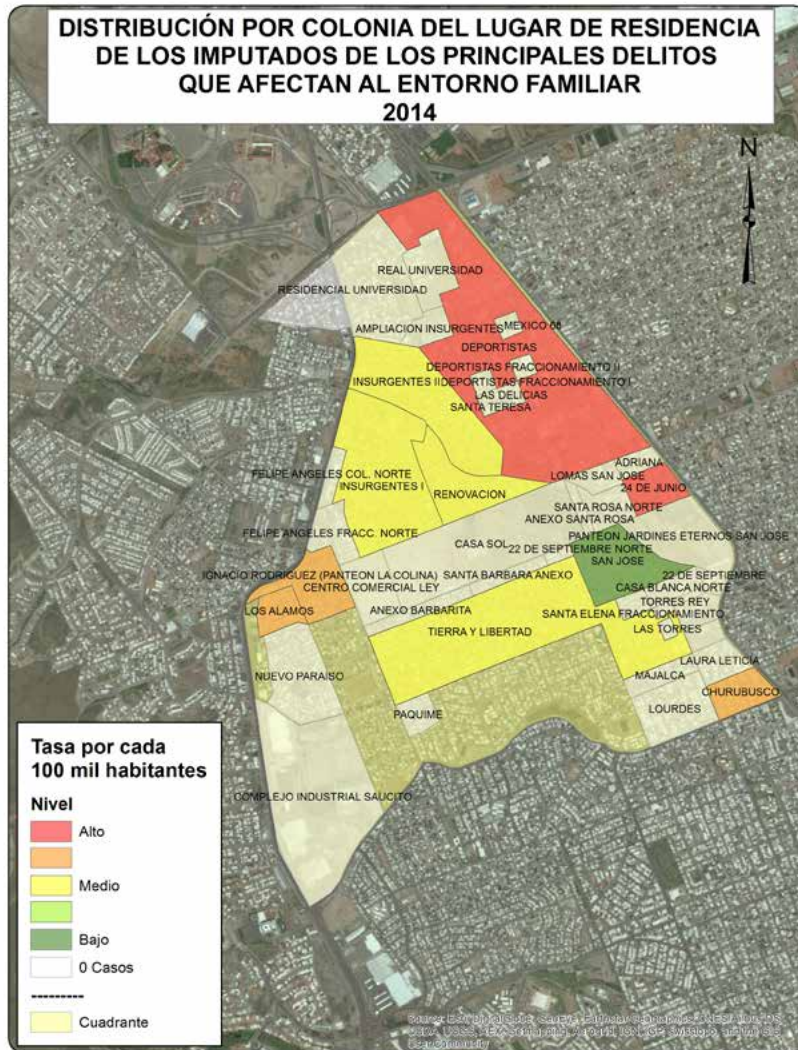 DISTRIBUCIÓN POR COLONIA DEL LUGAR DE RESIDENCIA
DE LOS IMPUTADOS DE LOS PRINCIPALES DELITOS
QUE AFECTAN AL ENTORNO FAMILIAR
2014
N
REAL UNIVERSIDAD
RESIDENCIAL UNIVERSIDAD
AMPLIACION INSURGENTES
MEXICO 68
DEPORTISTAS
DEPORTISTAS FRACCIONAMIENTO II
INSURGENTES II
DEPORTISTAS FRACCIONAMIENTO I
LAS DELICIAS
SANTA TERESA
ADRIANA
FELIPE ANGELES COL. NORTE
LOMAS SAN JOSE
INSURGENTES I
24 DE JUNIO
RENOVACION
SANTA ROSA NORTE
ANEXO SANTA ROSA
FELIPE ANGELES FRACC. NORTE
PANTEON JARDINES ETERNOS SAN JOSE
CASA SOL
22 DE SEPTIEMBRE NORTE
SAN JOSE
IGNACIO RODRIGUEZ (PANTEON LA COLINA)
SANTA BARBARA ANEXO
22 DE SEPTIEMBRE
CENTRO COMERCIAL LEY
CASA BLANCA NORTE
TORRES REY
LOS ALAMOS
ANEXO BARBARITA
SANTA ELENA FRACCIONAMIENTO
TIERRA Y LIBERTAD
LAS TORRES
LAURA LETICIA
NUEVO PARAISO
MAJALCA
CHURUBUSCO
PAQUIME
LOURDES
COMPLEJO INDUSTRIAL SAUCITO
Tasa por cada
100 mil habitantes
Nivel
Alto
Medio
Bajo
0 Casos
---------
Cuadrante